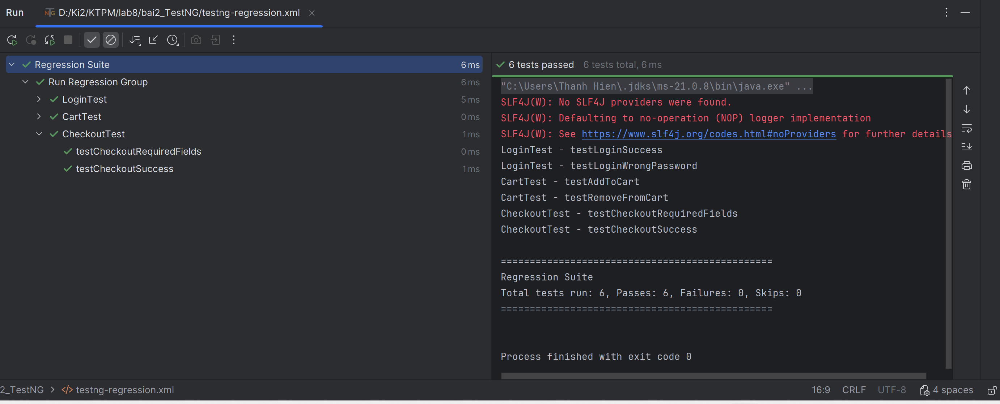 Run
NTG D:/Ki2/KTPM/lab8/bai2_TestNG/testng-regression.xml
Regression Suite 6 ms
Run Regression Group 6 ms
LoginTest 5 ms
CartTest 0 ms
CheckoutTest 1 ms
testCheckoutRequiredFields 0 ms
testCheckoutSuccess 1 ms
6 tests passed 6 tests total, 6 ms
"C:\Users\Thanh Hien\.jdks\ms-21.0.8\bin\java.exe" ...
SLF4J(W): No SLF4J providers were found.
SLF4J(W): Defaulting to no-operation (NOP) logger implementation
SLF4J(W): See https://www.slf4j.org/codes.html#noProviders for further details
LoginTest - testLoginSuccess
LoginTest - testLoginWrongPassword
CartTest - testAddToCart
CartTest - testRemoveFromCart
CheckoutTest - testCheckoutRequiredFields
CheckoutTest - testCheckoutSuccess
===============================================
Regression Suite
Total tests run: 6, Passes: 6, Failures: 0, Skips: 0
===============================================
Process finished with exit code 0
2_TestNG > </> testng-regression.xml 16:9 CRLF UTF-8 4 spaces